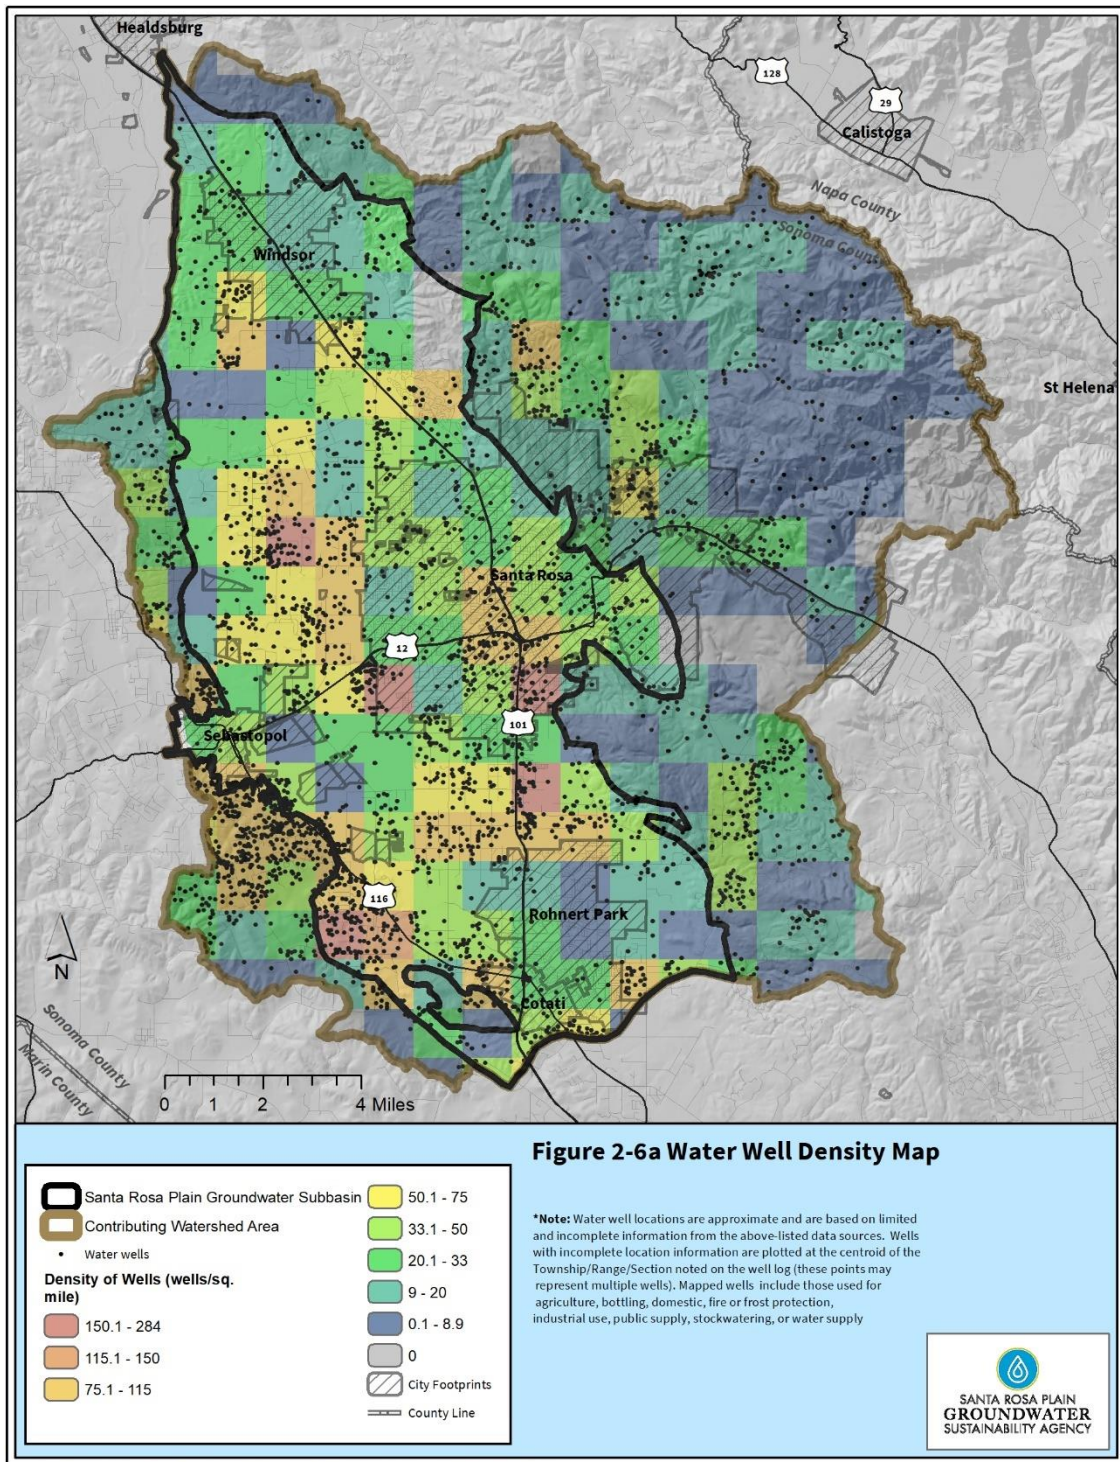 Healdsburg
128
29
Calistoga
Napa County
Sonoma County
Windsor
St Helena
Santa Rosa
12
101
Sebastopol
116
Rohnert Park
N
Cotati
Sonoma County
Marin County
0 1 2 4 Miles
Figure 2-6a Water Well Density Map
Santa Rosa Plain Groundwater Subbasin
Contributing Watershed Area
Water wells
Density of Wells (wells/sq.
mile)
150.1 - 284
115.1 - 150
75.1 - 115
50.1 - 75
33.1 - 50
20.1 - 33
9 - 20
0.1 - 8.9
0
City Footprints
County Line
*Note: Water well locations are approximate and are based on limited
and incomplete information from the above-listed data sources. Wells
with incomplete location information are plotted at the centroid of the
Township/Range/Section noted on the well log (these points may
represent multiple wells). Mapped wells include those used for
agriculture, bottling, domestic, fire or frost protection,
industrial use, public supply, stockwatering, or water supply
SANTA ROSA PLAIN
GROUNDWATER
SUSTAINABILITY AGENCY